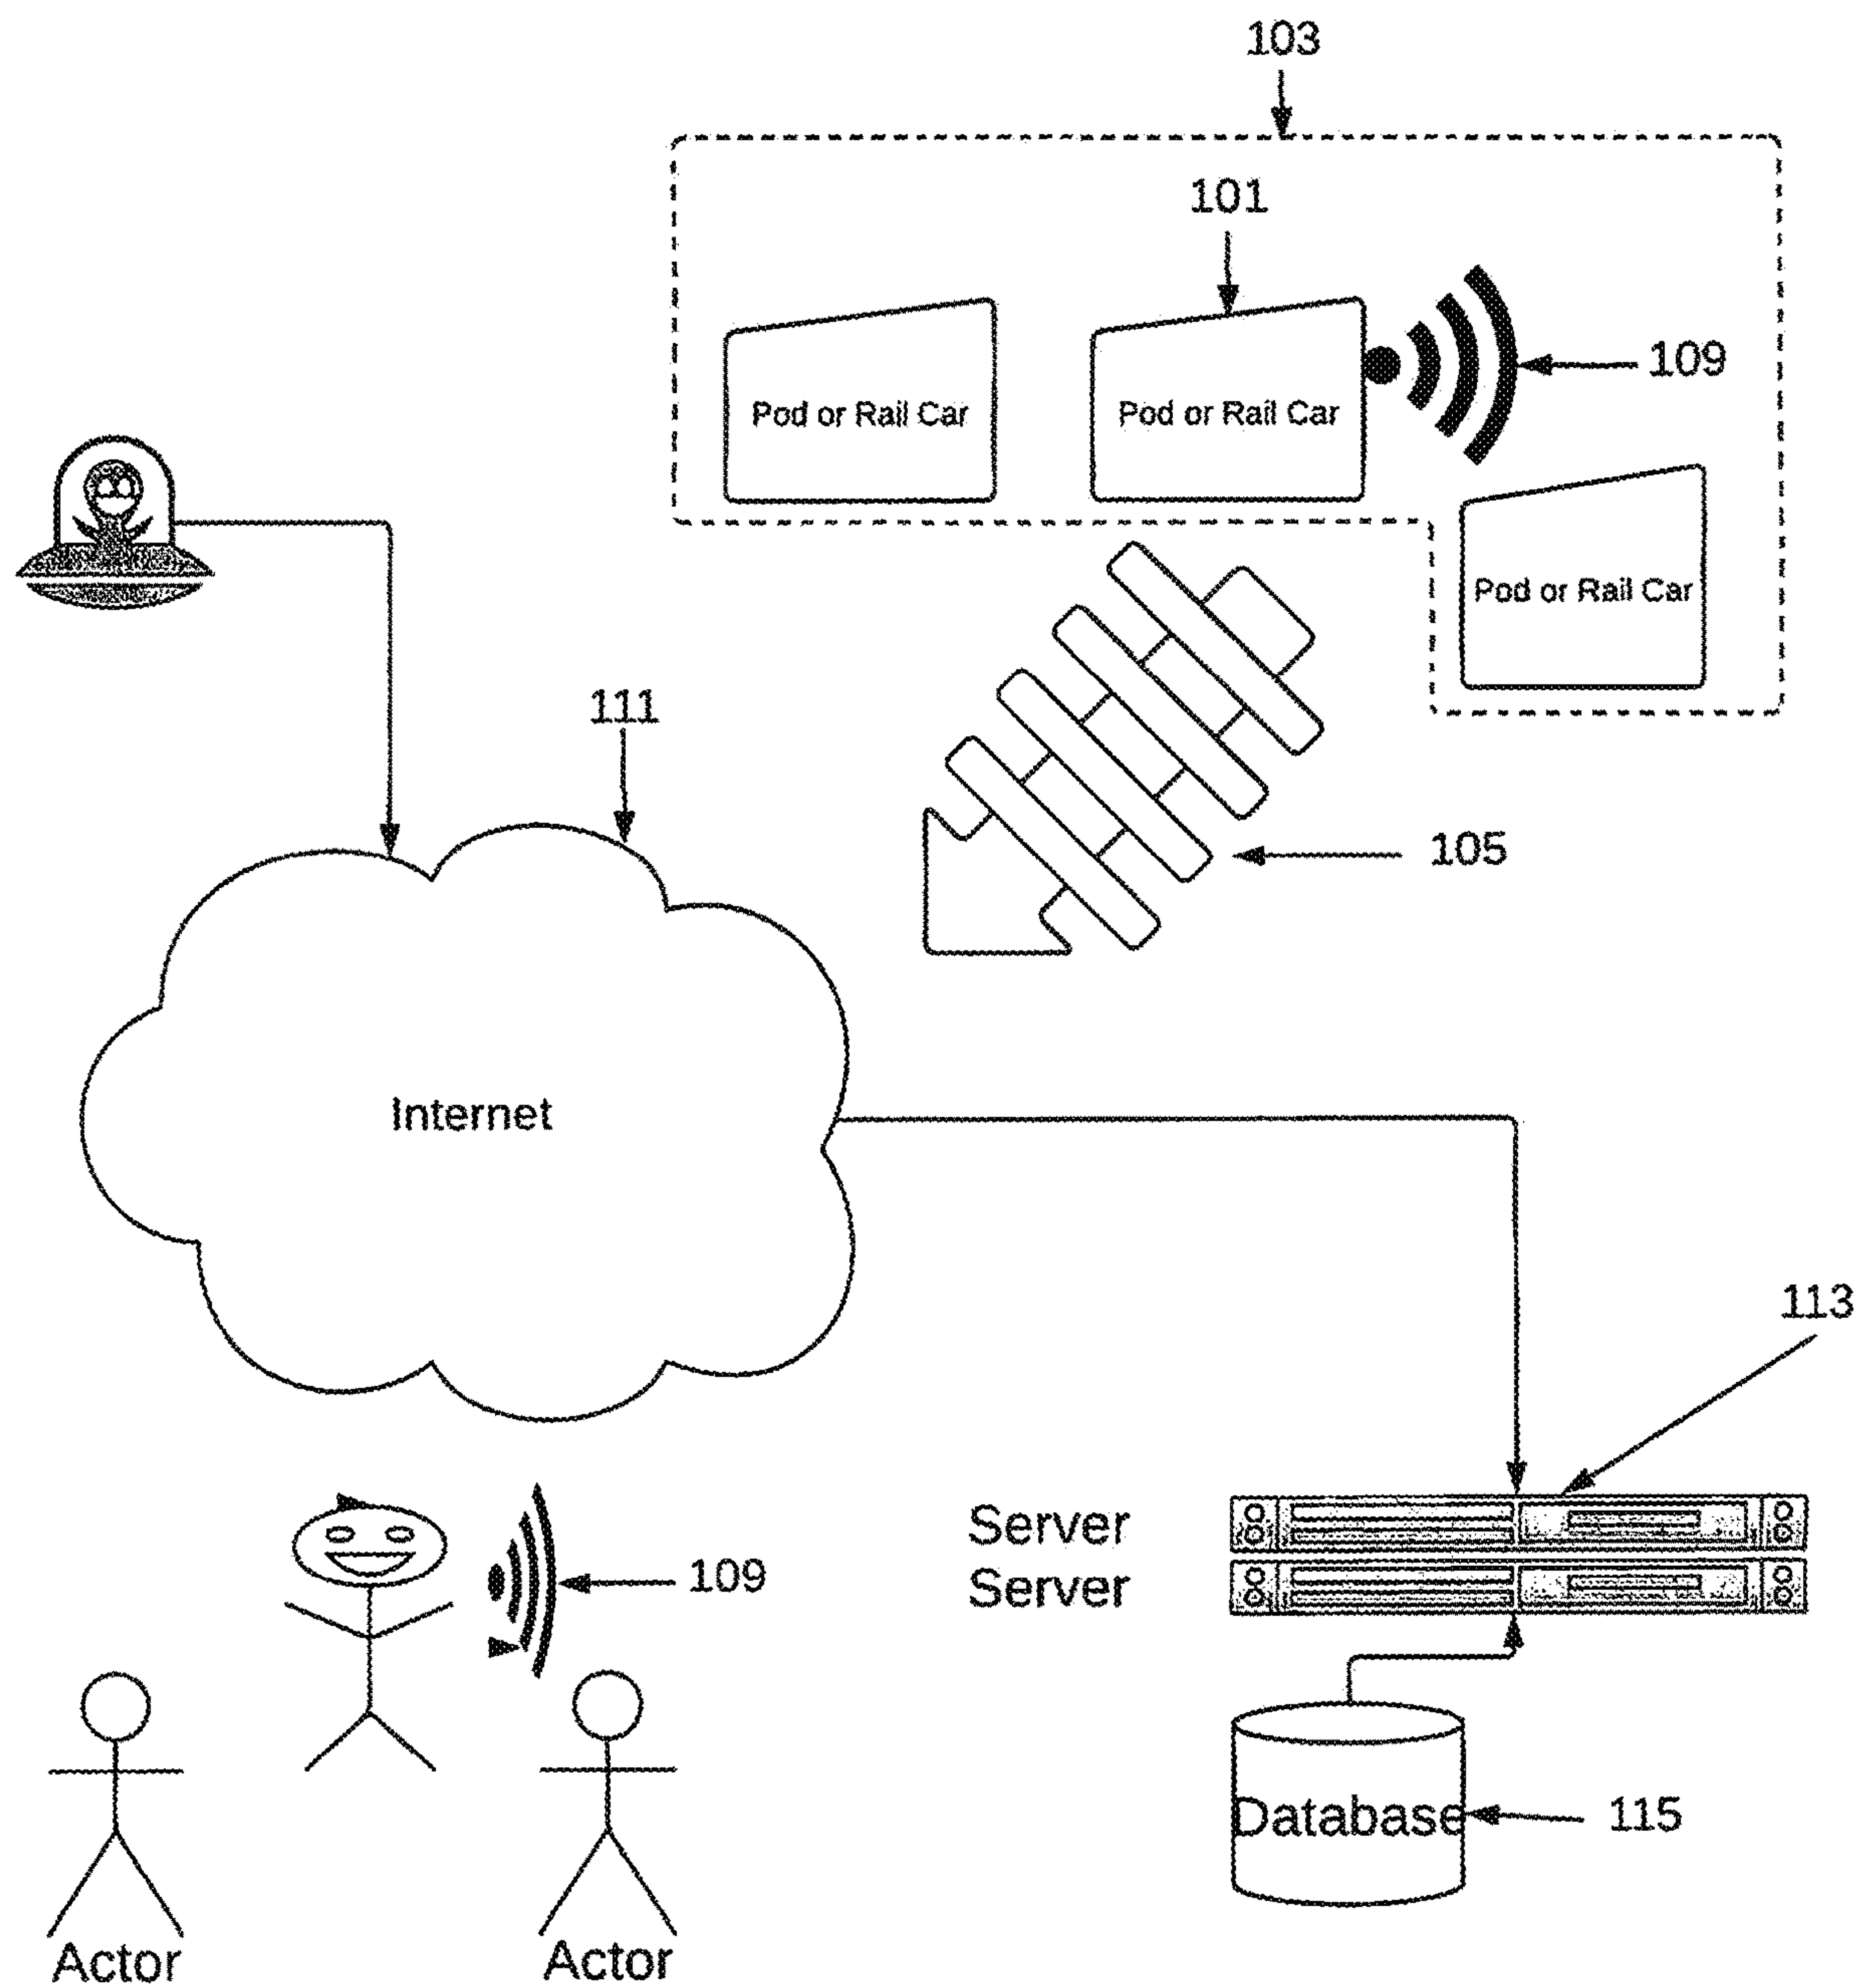 103
101
109
Pod or Rail Car
Pod or Rail Car
Pod or Rail Car
111
105
Internet
113
Server
Server
109
Database
115
Actor
Actor